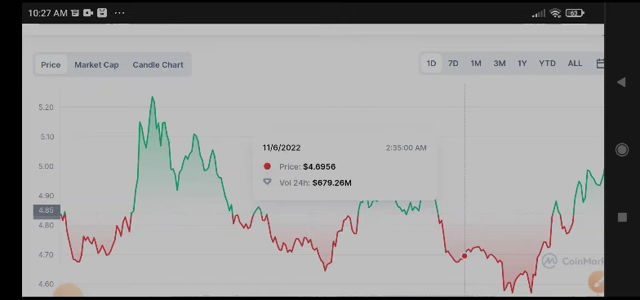 10:27 AM
Price Market Cap Candle Chart 1D 7D 1M 3M 1Y YTD ALL
5.20
5.10
5.00
4.90
4.85
4.80
4.70
4.60
11/6/2022 2:35:00 AM
Price: $4.6956
Vol 24h: $679.26M
CoinMark